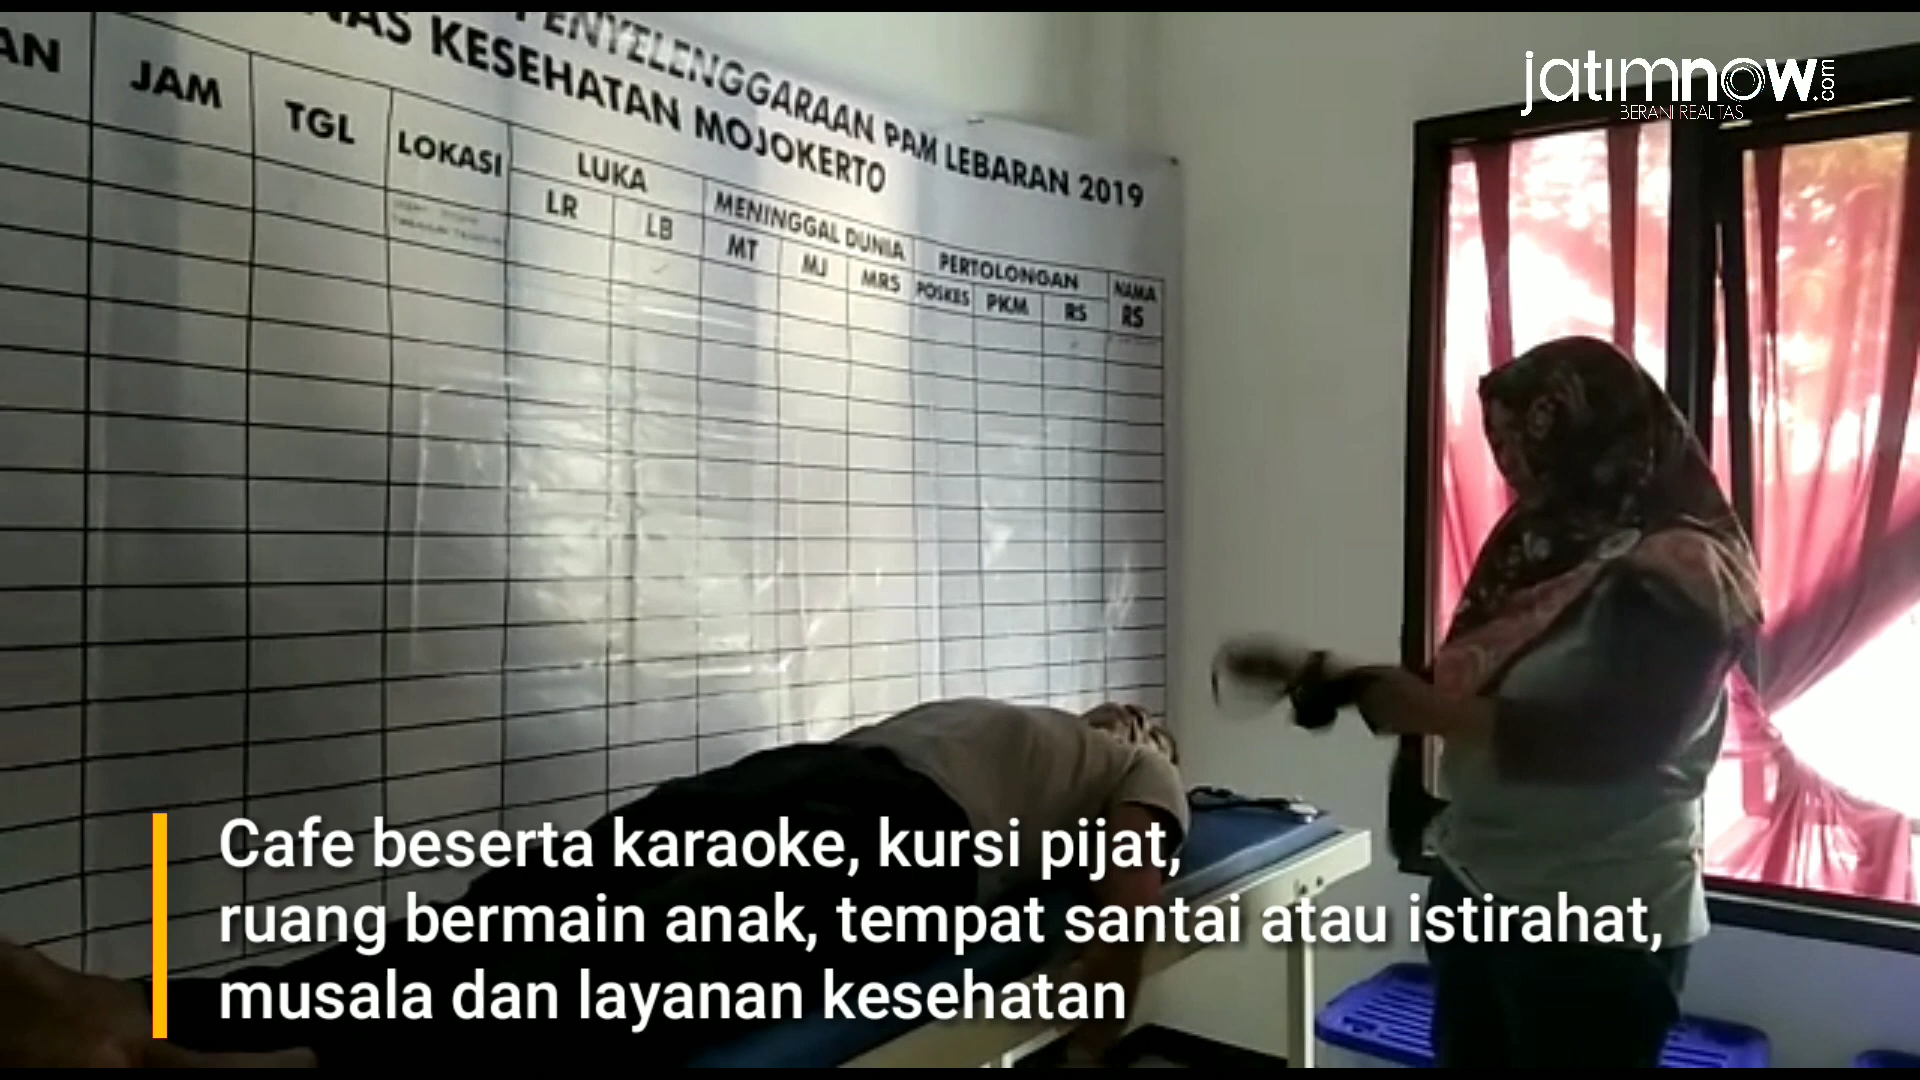 PENYELENGGARAAN PAM LEBARAN 2019
KESEHATAN MOJOKERTO
JAM
TGL
LOKASI
LUKA
LR
LB
MENINGGAL DUNIA
MT
MJ
MRS
PERTOLONGAN
POSKES
PKM
RS
NAMA
RS
jatimnow.com
BERANI REALITAS
Cafe beserta karaoke, kursi pijat,
ruang bermain anak, tempat santai atau istirahat,
musala dan layanan kesehatan